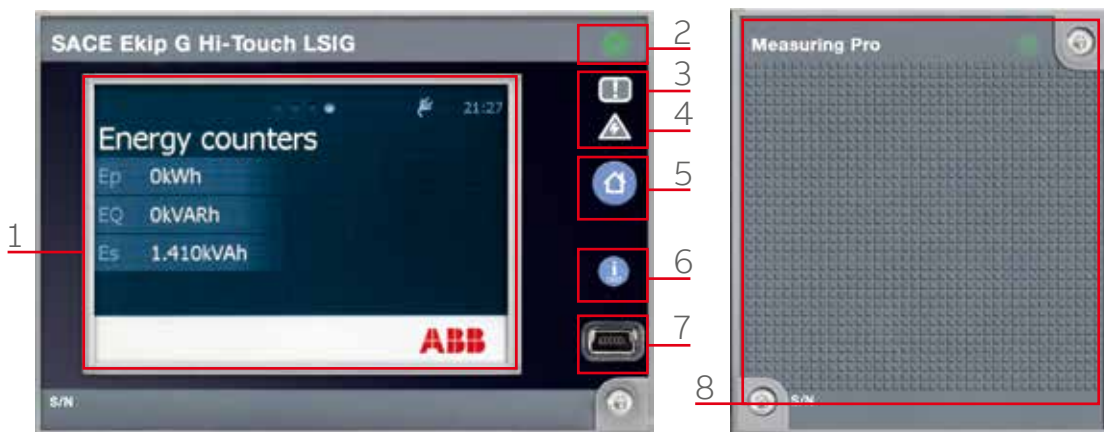 SACE Ekip G Hi-Touch LSIG
2
Measuring Pro
3
21:27
4
Energy counters
Ep 0kWh
5
EQ 0kVARh
1
Es 1.410kVAh
6
i
7
ABB
8
S/N
S/N